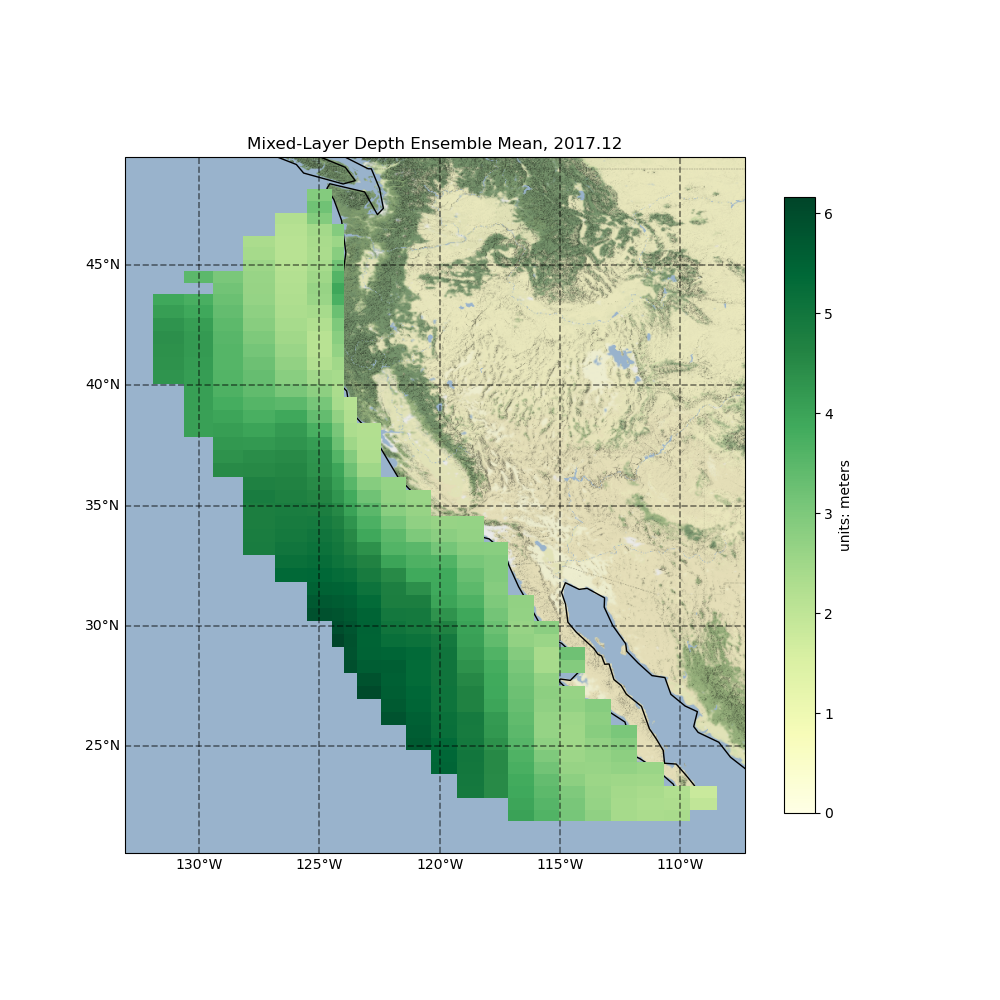 Mixed-Layer Depth Ensemble Mean, 2017.12
45°N
40°N
35°N
30°N
25°N
130°W
125°W
120°W
115°W
110°W
6
5
4
3
2
1
0
units: meters